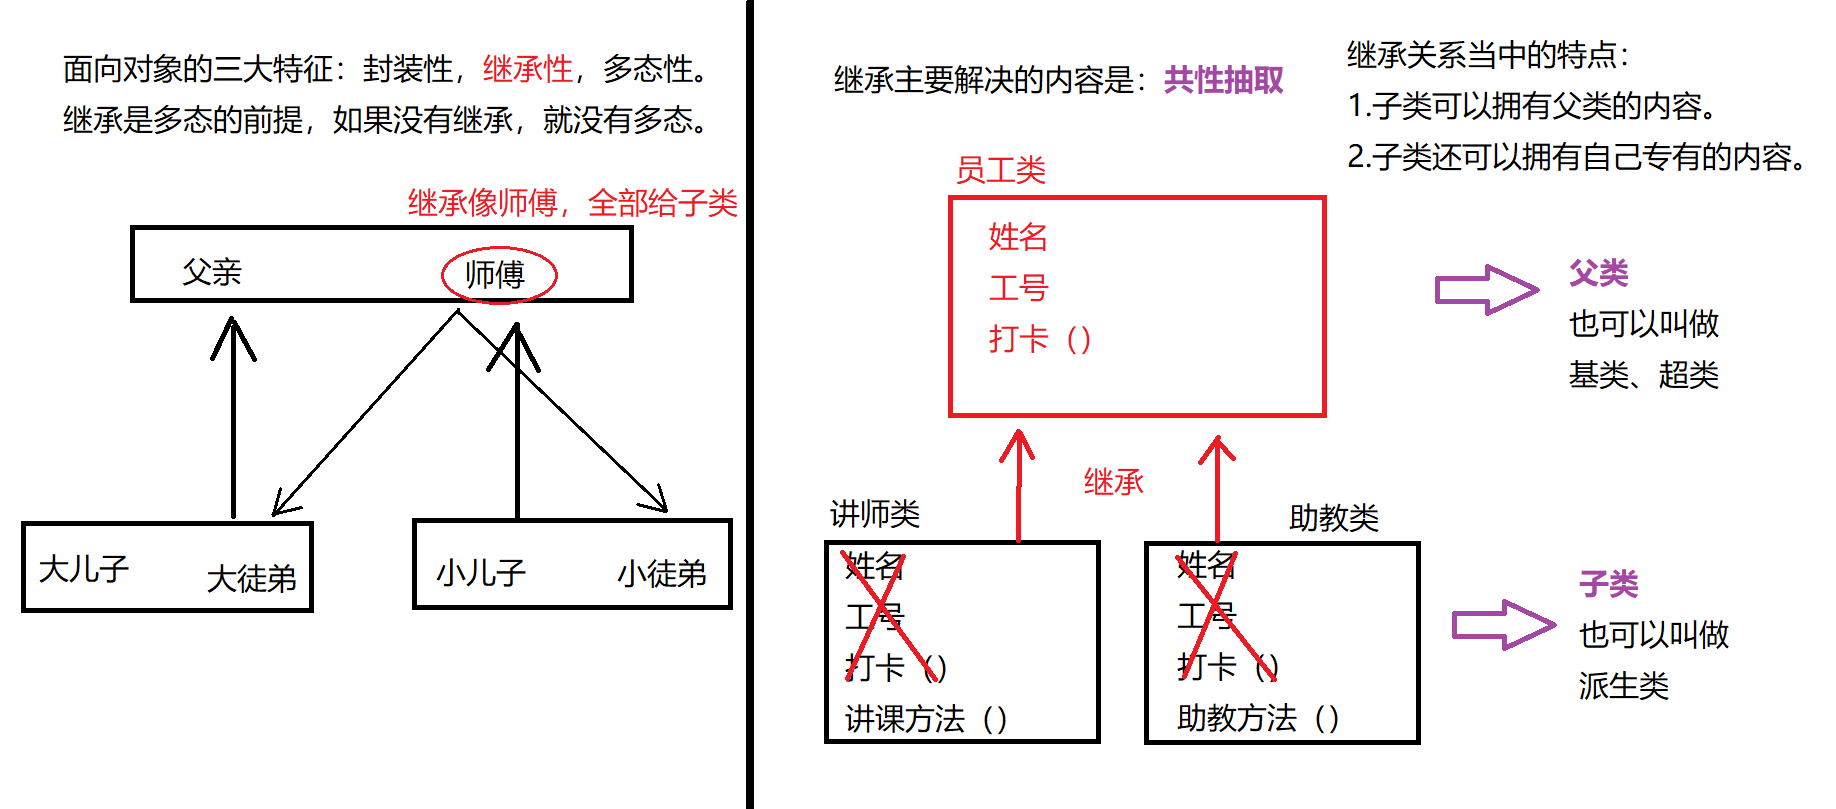 面向对象的三大特征：封装性，继承性，多态性。
继承是多态的前提，如果没有继承，就没有多态。
继承像师傅，全部给子类
父亲
师傅
大儿子
大徒弟
小儿子
小徒弟
继承主要解决的内容是：共性抽取
继承关系当中的特点：
1.子类可以拥有父类的内容。
2.子类还可以拥有自己专有的内容。
员工类
姓名
工号
打卡（）
父类
也可以叫做
基类、超类
继承
讲师类
姓名
工号
打卡（）
讲课方法（）
助教类
姓名
工号
打卡（）
助教方法（）
子类
也可以叫做
派生类